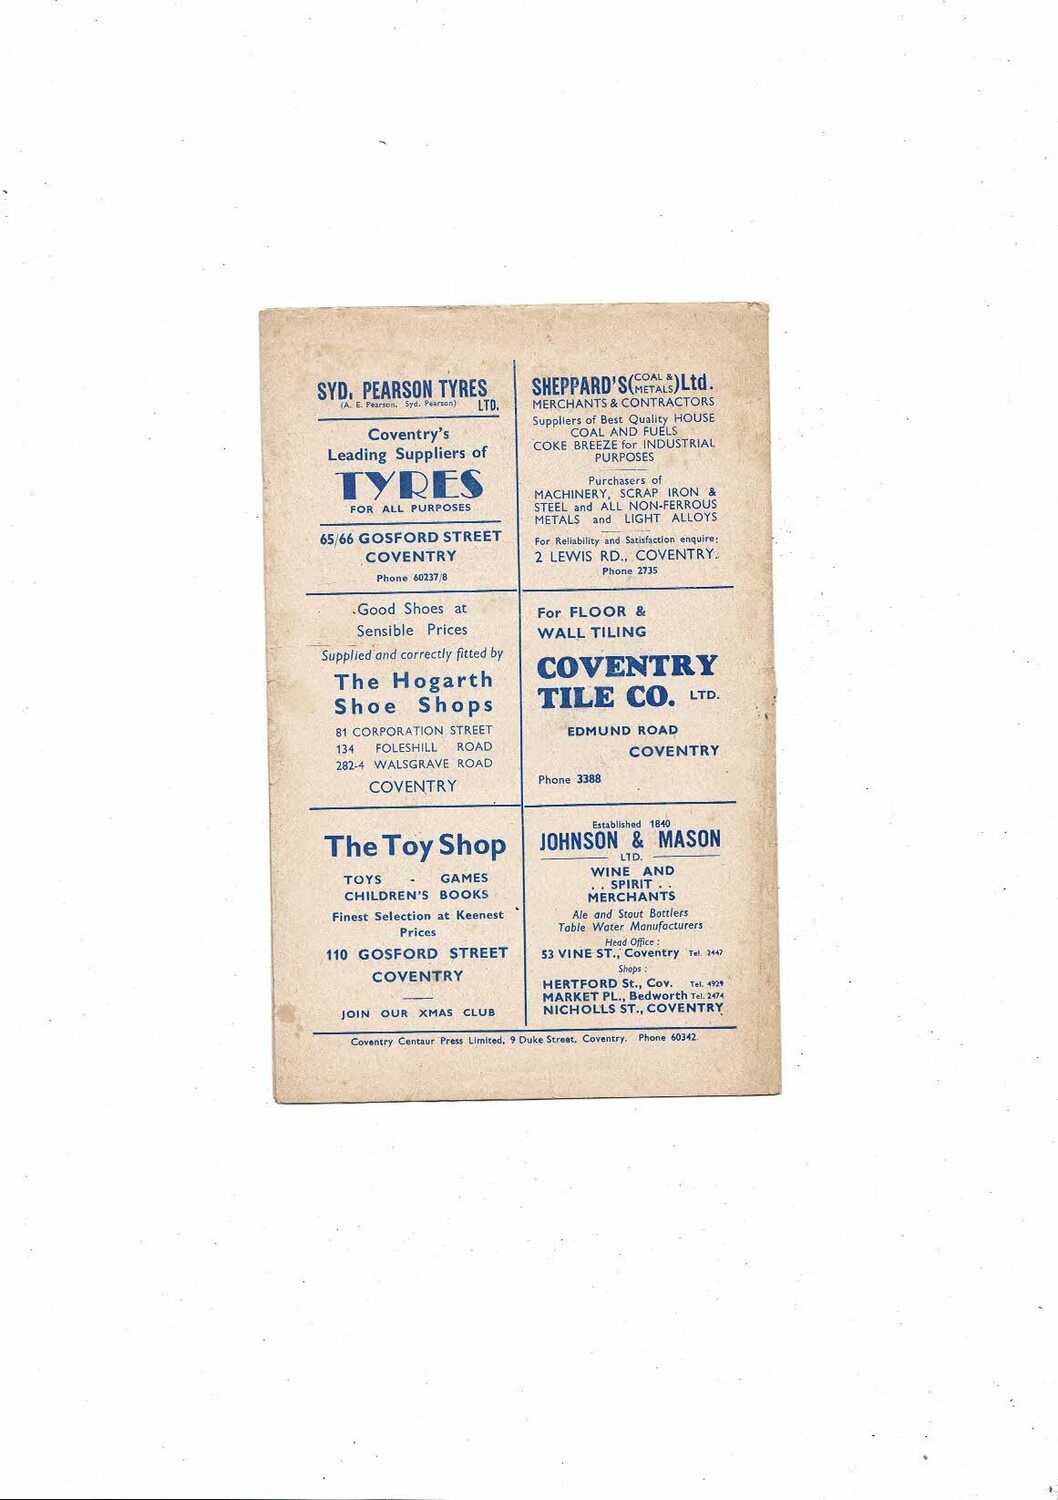 SYD. PEARSON TYRES
(A. E. Pearson. Syd. Pearson) LTD.
Coventry's
Leading Suppliers of
TYRES
FOR ALL PURPOSES
65/66 GOSFORD STREET
COVENTRY
Phone 60237/8
SHEPPARD'S (COAL & METALS) Ltd.
MERCHANTS & CONTRACTORS
Suppliers of Best Quality HOUSE
COAL AND FUELS
COKE BREEZE for INDUSTRIAL
PURPOSES
Purchasers of
MACHINERY, SCRAP IRON &
STEEL and ALL NON-FERROUS
METALS and LIGHT ALLOYS
For Reliability and Satisfaction enquire:
2 LEWIS RD., COVENTRY.
Phone 2735
Good Shoes at
Sensible Prices
Supplied and correctly fitted by
The Hogarth
Shoe Shops
81 CORPORATION STREET
134 FOLESHILL ROAD
282-4 WALSGRAVE ROAD
COVENTRY
For FLOOR &
WALL TILING
COVENTRY
TILE CO. LTD.
EDMUND ROAD
COVENTRY
Phone 3388
The Toy Shop
TOYS - GAMES
CHILDREN'S BOOKS
Finest Selection at Keenest
Prices
110 GOSFORD STREET
COVENTRY
JOIN OUR XMAS CLUB
Established 1840
JOHNSON & MASON
LTD.
WINE AND
. . SPIRIT . .
MERCHANTS
Ale and Stout Bottlers
Table Water Manufacturers
Head Office :
53 VINE ST., Coventry Tel. 2447
Shops :
HERTFORD St., Cov. Tel. 4929
MARKET PL., Bedworth Tel. 2474
NICHOLLS ST., COVENTRY
Coventry Centaur Press Limited, 9 Duke Street, Coventry. Phone 60342